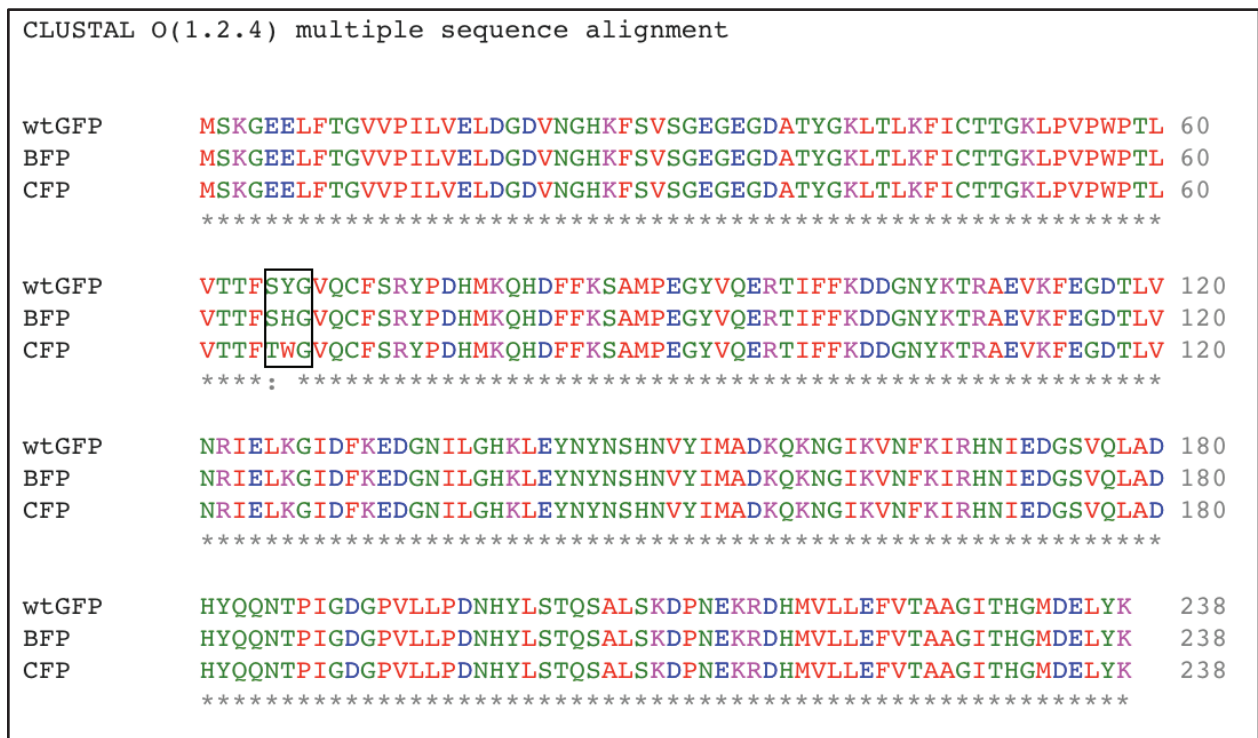 CLUSTAL O(1.2.4) multiple sequence alignment
wtGFP MSKGEELFTGVVPILVELDGDVNGHKFSVSGEGEGDATYGKLTLKFICTTGKLPVPWPTL 60
BFP MSKGEELFTGVVPILVELDGDVNGHKFSVSGEGEGDATYGKLTLKFICTTGKLPVPWPTL 60
CFP MSKGEELFTGVVPILVELDGDVNGHKFSVSGEGEGDATYGKLTLKFICTTGKLPVPWPTL 60
************************************************************
wtGFP VTTFSYGVQCFSRYPDHMKQHDFFKSAMPEGYVQERTIFFKDDGNYKTRAEVKFEGDTLV 120
BFP VTTFSHGVQCFSRYPDHMKQHDFFKSAMPEGYVQERTIFFKDDGNYKTRAEVKFEGDTLV 120
CFP VTTFTWGVQCFSRYPDHMKQHDFFKSAMPEGYVQERTIFFKDDGNYKTRAEVKFEGDTLV 120
****: ******************************************************
wtGFP NRIELKGIDFKEDGNILGHKLEYNYNSHNVYIMADKQKNGIKVNFKIRHNIEDGSVQLAD 180
BFP NRIELKGIDFKEDGNILGHKLEYNYNSHNVYIMADKQKNGIKVNFKIRHNIEDGSVQLAD 180
CFP NRIELKGIDFKEDGNILGHKLEYNYNSHNVYIMADKQKNGIKVNFKIRHNIEDGSVQLAD 180
************************************************************
wtGFP HYQQNTPIGDGPVLLPDNHYLSTQSALSKDPNEKRDHMVLLEFVTAAGITHGMDELYK 238
BFP HYQQNTPIGDGPVLLPDNHYLSTQSALSKDPNEKRDHMVLLEFVTAAGITHGMDELYK 238
CFP HYQQNTPIGDGPVLLPDNHYLSTQSALSKDPNEKRDHMVLLEFVTAAGITHGMDELYK 238
**********************************************************